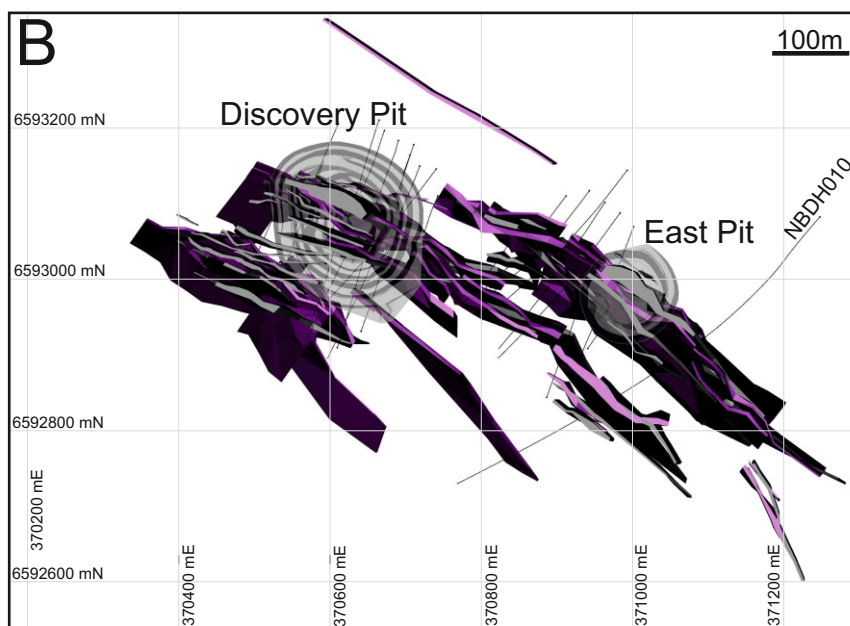 B
100m
Discovery Pit
6593200 mN
NBDH010
East Pit
6593000 mN
6592800 mN
370200 mE
6592600 mN
370400 mE
370600 mE
370800 mE
371000 mE
371200 mE